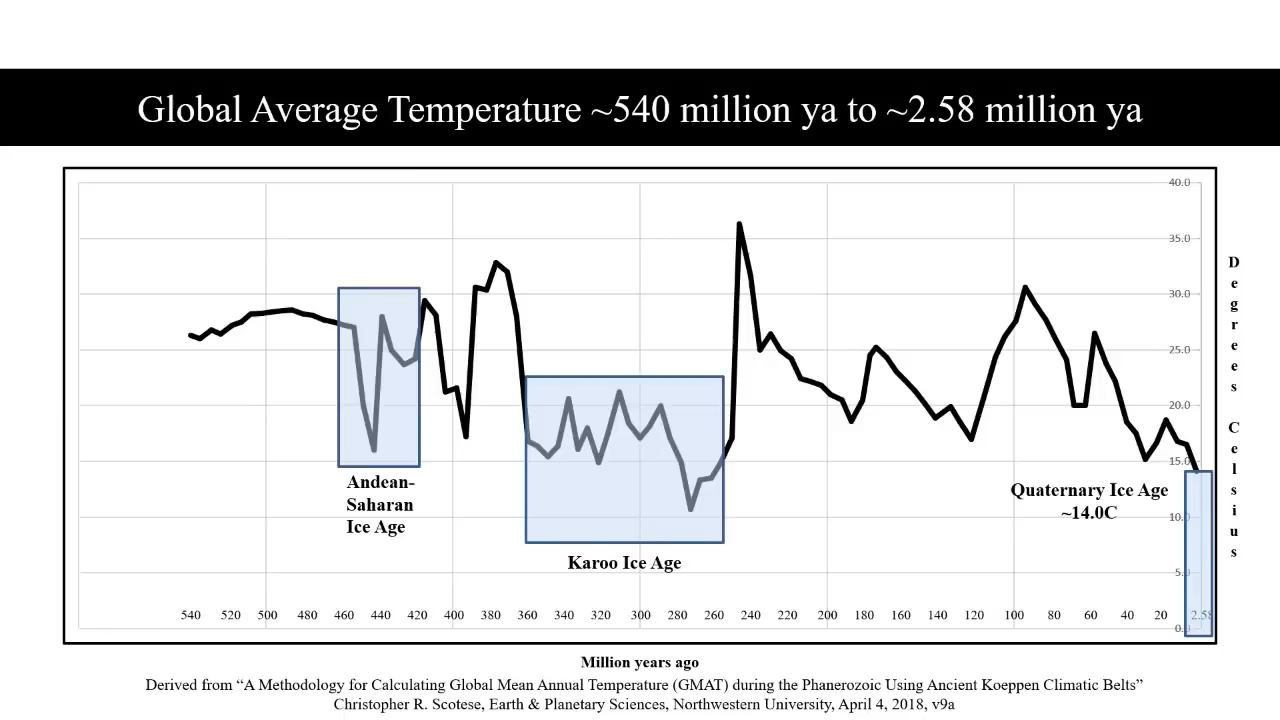 Global Average Temperature ~540 million ya to ~2.58 million ya
40.0
35.0
30.0
25.0
20.0
15.0
10.0
5.0
0.0
Degrees Celsius
Andean-
Saharan
Ice Age
Karoo Ice Age
Quaternary Ice Age
~14.0C
540 520 500 480 460 440 420 400 380 360 340 320 300 280 260 240 220 200 180 160 140 120 100 80 60 40 20 2.58
Million years ago
Derived from “A Methodology for Calculating Global Mean Annual Temperature (GMAT) during the Phanerozoic Using Ancient Koeppen Climatic Belts”
Christopher R. Scotese, Earth & Planetary Sciences, Northwestern University, April 4, 2018, v9a